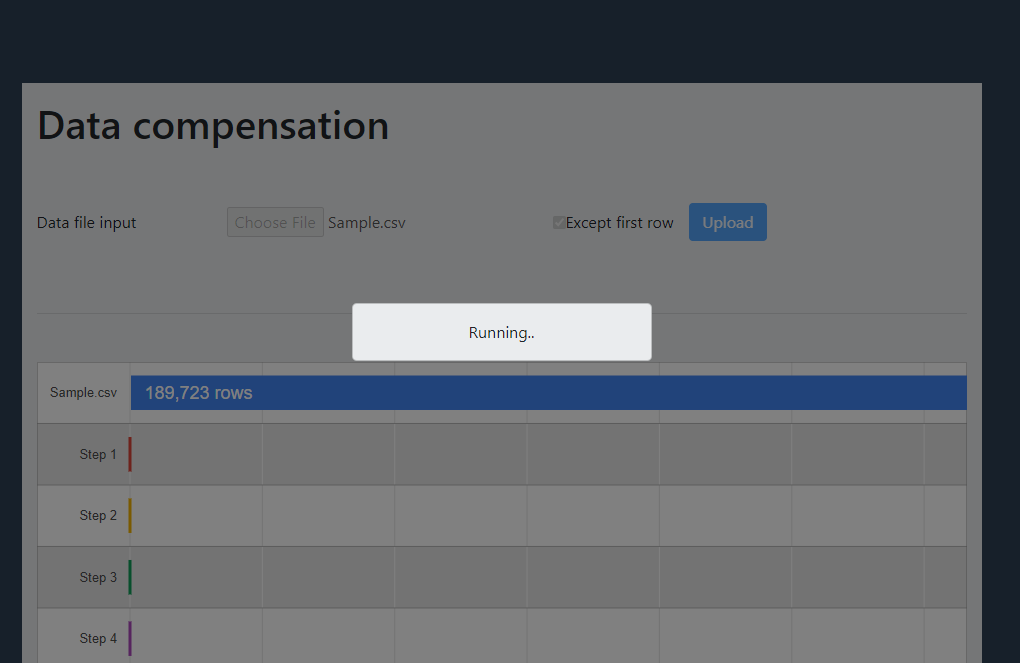 Data compensation
Data file input Choose File Sample.csv Except first row Upload
Running..
Sample.csv 189,723 rows
Step 1
Step 2
Step 3
Step 4